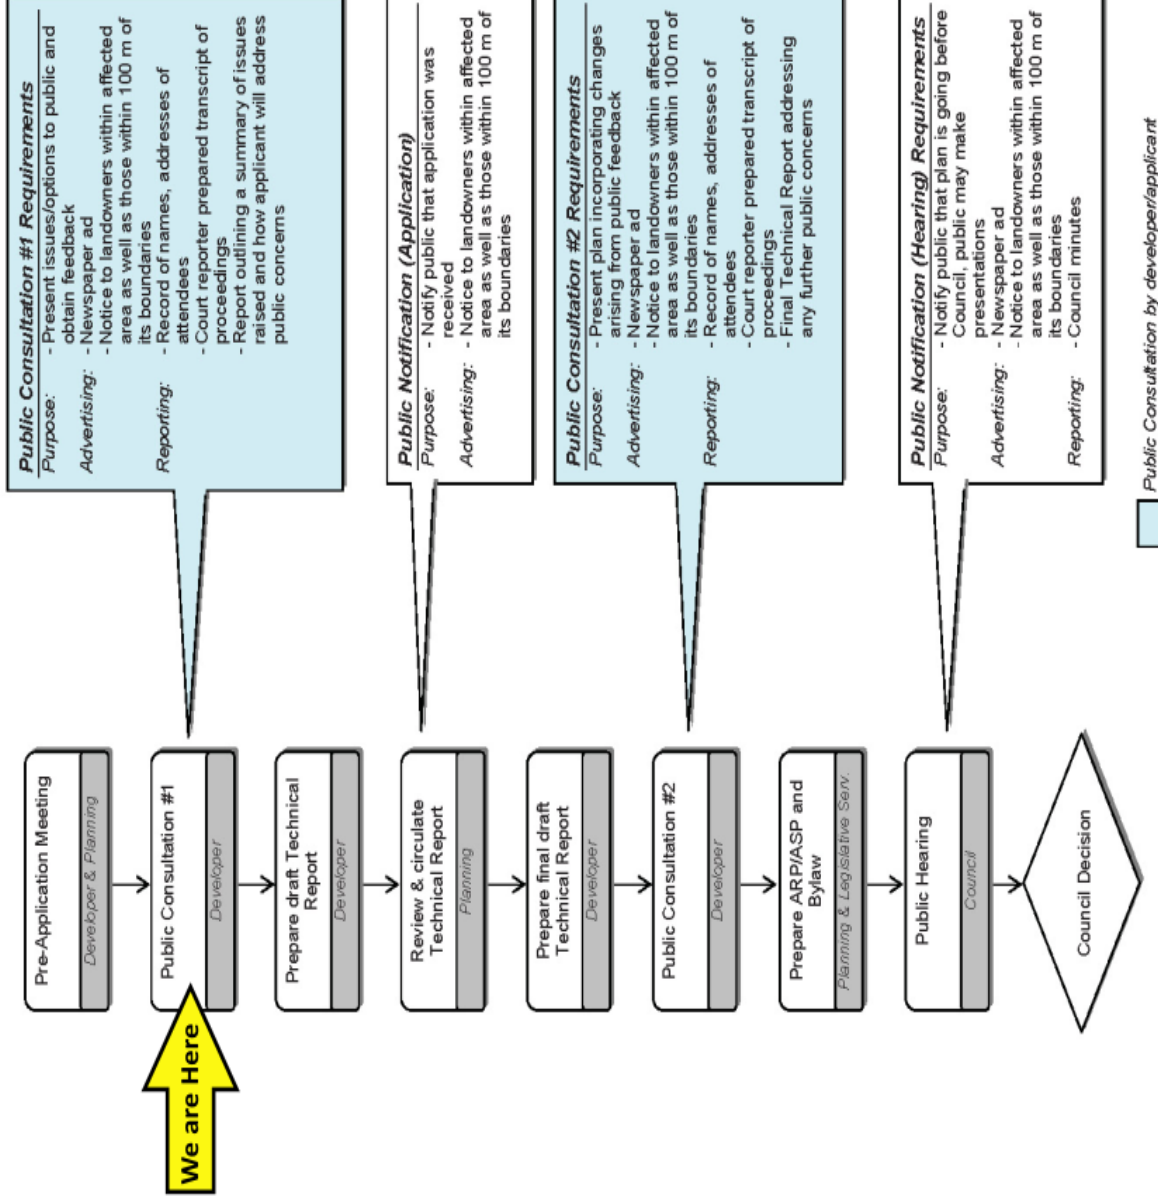 We are Here
Pre-Application Meeting
Developer & Planning
Public Consultation #1
Developer
Prepare draft Technical
Report
Developer
Review & circulate
Technical Report
Planning
Prepare final draft
Technical Report
Developer
Public Consultation #2
Developer
Prepare ARP/ASP and
Bylaw
Planning & Legislative Serv.
Public Hearing
Council
Council Decision
Public Consultation #1 Requirements
Purpose: - Present issues/options to public and
obtain feedback
Advertising: - Newspaper ad
- Notice to landowners within affected
area as well as those within 100 m of
its boundaries
Reporting: - Record of names, addresses of
attendees
- Court reporter prepared transcript of
proceedings
- Report outlining a summary of issues
raised and how applicant will address
public concerns
Public Notification (Application)
Purpose: - Notify public that application was
received
Advertising: - Notice to landowners within affected
area as well as those within 100 m of
its boundaries
Public Consultation #2 Requirements
Purpose: - Present plan incorporating changes
arising from public feedback
Advertising: - Newspaper ad
- Notice to landowners within affected
area as well as those within 100 m of
its boundaries
Reporting: - Record of names, addresses of
attendees
- Court reporter prepared transcript of
proceedings
- Final Technical Report addressing
any further public concerns
Public Notification (Hearing) Requirements
Purpose: - Notify public that plan is going before
Council, public may make
presentations
Advertising: - Newspaper ad
- Notice to landowners within affected
area as well as those within 100 m of
its boundaries
Reporting: - Council minutes
Public Consultation by developer/applicant